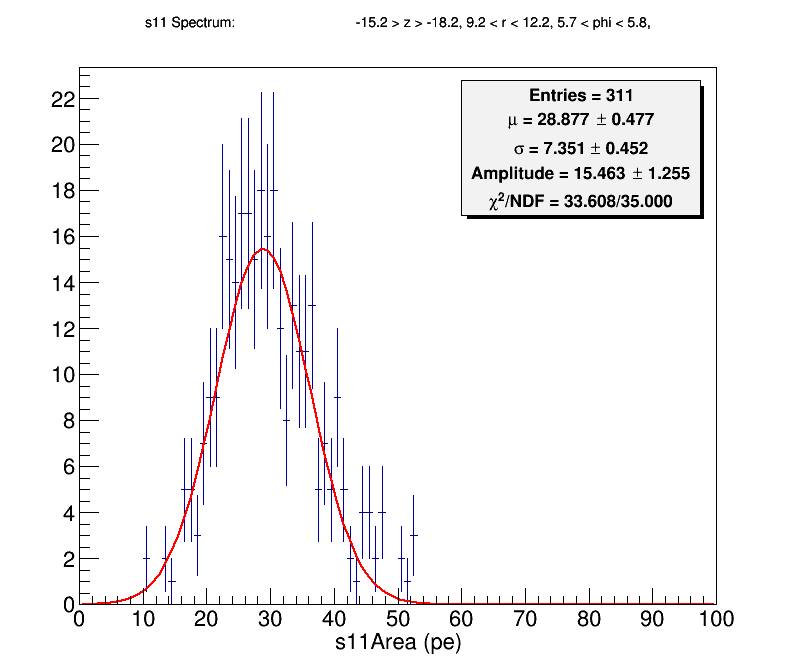 s11 Spectrum: -15.2 > z > -18.2, 9.2 < r < 12.2, 5.7 < phi < 5.8,
Entries = 311
μ = 28.877 ± 0.477
σ = 7.351 ± 0.452
Amplitude = 15.463 ± 1.255
χ²/NDF = 33.608/35.000
22
20
18
16
14
12
10
8
6
4
2
0
0 10 20 30 40 50 60 70 80 90 100
s11Area (pe)